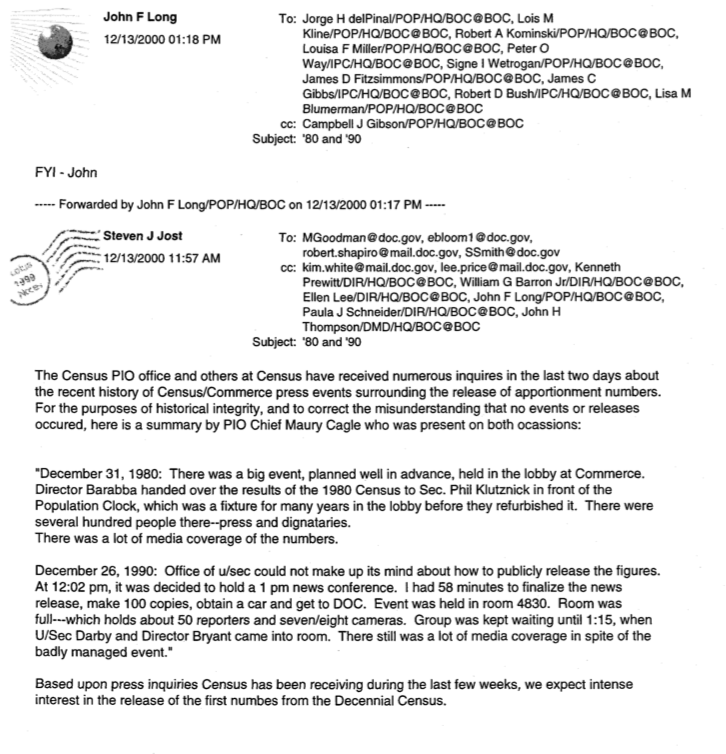 John F Long
12/13/2000 01:18 PM
To: Jorge H delPinal/POP/HQ/BOC@BOC, Lois M
Kline/POP/HQ/BOC@BOC, Robert A Kominski/POP/HQ/BOC@BOC,
Louisa F Miller/POP/HQ/BOC@BOC, Peter O
Way/IPC/HQ/BOC@BOC, Signe I Wetrogan/POP/HQ/BOC@BOC,
James D Fitzsimmons/POP/HQ/BOC@BOC, James C
Gibbs/IPC/HQ/BOC@BOC, Robert D Bush/IPC/HQ/BOC@BOC, Lisa M
Blumerman/POP/HQ/BOC@BOC
cc: Campbell J Gibson/POP/HQ/BOC@BOC
Subject: '80 and '90
FYI - John
----- Forwarded by John F Long/POP/HQ/BOC on 12/13/2000 01:17 PM -----
Lotus
1999
Notes
Steven J Jost
12/13/2000 11:57 AM
To: MGoodman@doc.gov, ebloom1@doc.gov,
robert.shapiro@mail.doc.gov, SSmith@doc.gov
cc: kim.white@mail.doc.gov, lee.price@mail.doc.gov, Kenneth
Prewitt/DIR/HQ/BOC@BOC, William G Barron Jr/DIR/HQ/BOC@BOC,
Ellen Lee/DIR/HQ/BOC@BOC, John F Long/POP/HQ/BOC@BOC,
Paula J Schneider/DIR/HQ/BOC@BOC, John H
Thompson/DMD/HQ/BOC@BOC
Subject: '80 and '90
The Census PIO office and others at Census have received numerous inquires in the last two days about
the recent history of Census/Commerce press events surrounding the release of apportionment numbers.
For the purposes of historical integrity, and to correct the misunderstanding that no events or releases
occured, here is a summary by PIO Chief Maury Cagle who was present on both ocassions:
"December 31, 1980: There was a big event, planned well in advance, held in the lobby at Commerce.
Director Barabba handed over the results of the 1980 Census to Sec. Phil Klutznick in front of the
Population Clock, which was a fixture for many years in the lobby before they refurbished it. There were
several hundred people there--press and dignataries.
There was a lot of media coverage of the numbers.
December 26, 1990: Office of u/sec could not make up its mind about how to publicly release the figures.
At 12:02 pm, it was decided to hold a 1 pm news conference. I had 58 minutes to finalize the news
release, make 100 copies, obtain a car and get to DOC. Event was held in room 4830. Room was
full---which holds about 50 reporters and seven/eight cameras. Group was kept waiting until 1:15, when
U/Sec Darby and Director Bryant came into room. There still was a lot of media coverage in spite of the
badly managed event."
Based upon press inquiries Census has been receiving during the last few weeks, we expect intense
interest in the release of the first numbes from the Decennial Census.